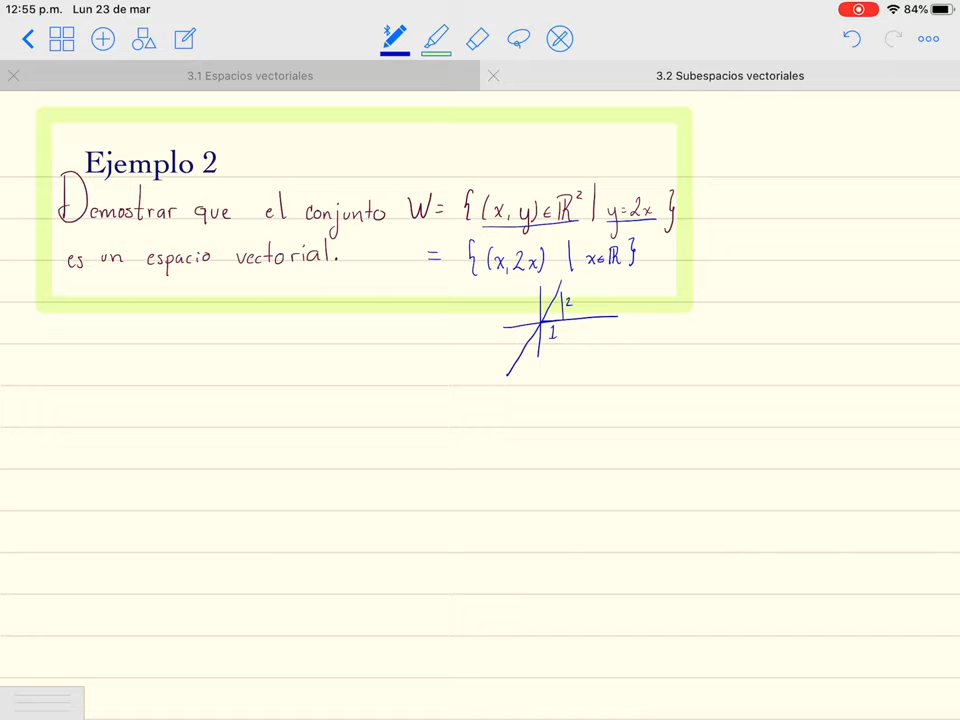 12:55 p.m. Lun 23 de mar 84%
3.1 Espacios vectoriales 3.2 Subespacios vectoriales
Ejemplo 2
Demostrar que el conjunto W = { (x, y) ∈ ℝ² | y = 2x }
es un espacio vectorial. = { (x, 2x) | x ∈ ℝ }
2
1